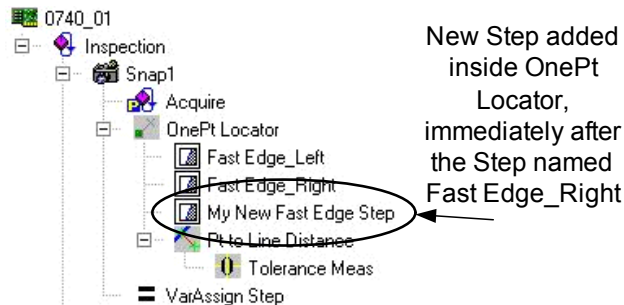 0740_01
Inspection
Snap1
Acquire
OnePt Locator
Fast Edge_Left
Fast Edge_Right
My New Fast Edge Step
Pt to Line Distance
Tolerance Meas
VarAssign Step
New Step added
inside OnePt
Locator,
immediately after
the Step named
Fast Edge_Right